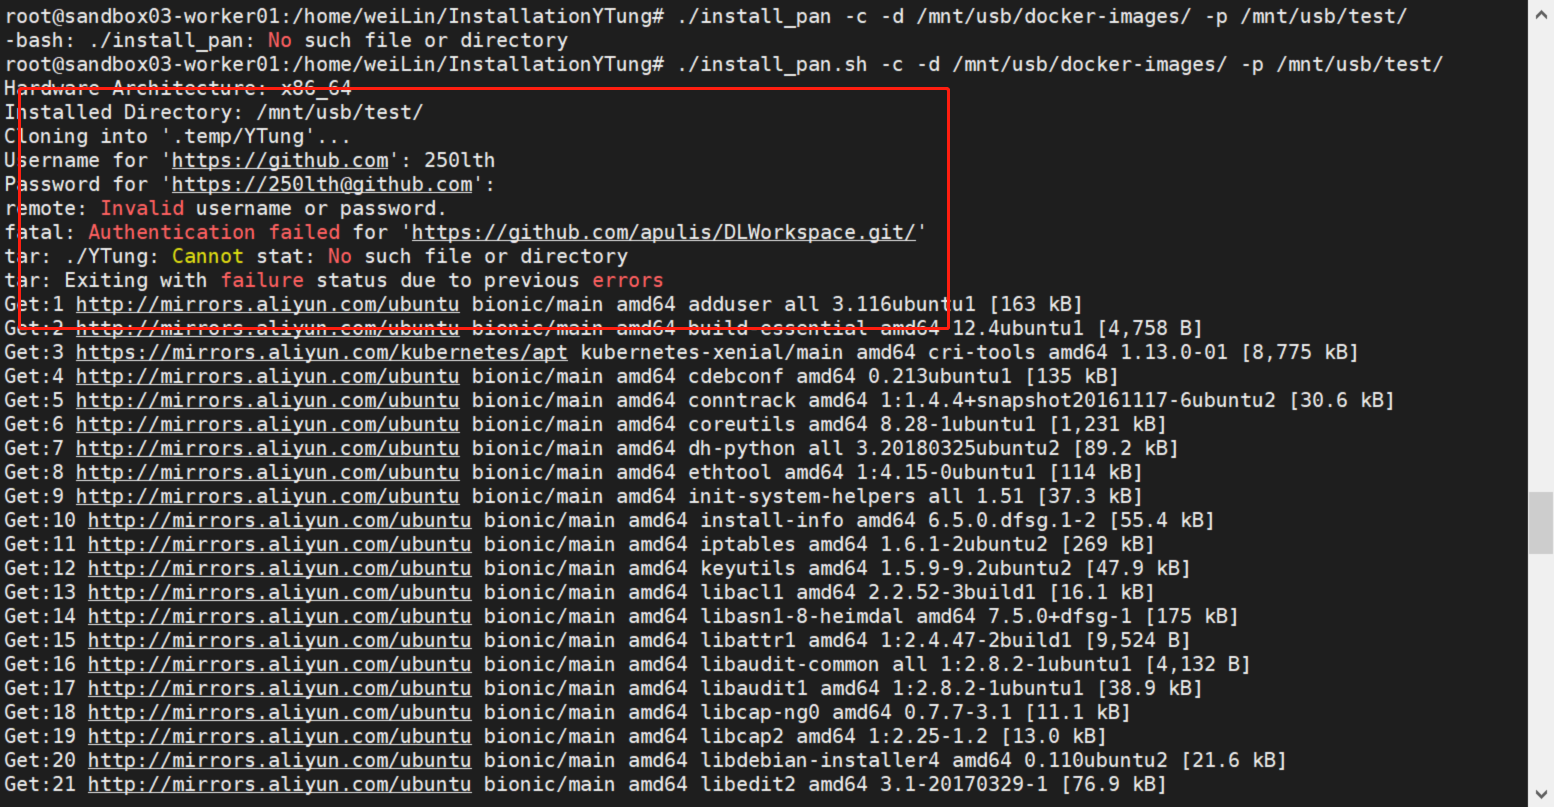 root@sandbox03-worker01:/home/weiLin/InstallationYTung# ./install_pan -c -d /mnt/usb/docker-images/ -p /mnt/usb/test/
-bash: ./install_pan: No such file or directory
root@sandbox03-worker01:/home/weiLin/InstallationYTung# ./install_pan.sh -c -d /mnt/usb/docker-images/ -p /mnt/usb/test/
Hardware Architecture: x86_64
Installed Directory: /mnt/usb/test/
Cloning into '.temp/YTung'...
Username for 'https://github.com': 250lth
Password for 'https://250lth@github.com':
remote: Invalid username or password.
fatal: Authentication failed for 'https://github.com/apulis/DLWorkspace.git/'
tar: ./YTung: Cannot stat: No such file or directory
tar: Exiting with failure status due to previous errors
Get:1 http://mirrors.aliyun.com/ubuntu bionic/main amd64 adduser all 3.116ubuntu1 [163 kB]
Get:2 http://mirrors.aliyun.com/ubuntu bionic/main amd64 build-essential amd64 12.4ubuntu1 [4,758 B]
Get:3 https://mirrors.aliyun.com/kubernetes/apt kubernetes-xenial/main amd64 cri-tools amd64 1.13.0-01 [8,775 kB]
Get:4 http://mirrors.aliyun.com/ubuntu bionic/main amd64 cdebconf amd64 0.213ubuntu1 [135 kB]
Get:5 http://mirrors.aliyun.com/ubuntu bionic/main amd64 conntrack amd64 1:1.4.4+snapshot20161117-6ubuntu2 [30.6 kB]
Get:6 http://mirrors.aliyun.com/ubuntu bionic/main amd64 coreutils amd64 8.28-1ubuntu1 [1,231 kB]
Get:7 http://mirrors.aliyun.com/ubuntu bionic/main amd64 dh-python all 3.20180325ubuntu2 [89.2 kB]
Get:8 http://mirrors.aliyun.com/ubuntu bionic/main amd64 ethtool amd64 1:4.15-0ubuntu1 [114 kB]
Get:9 http://mirrors.aliyun.com/ubuntu bionic/main amd64 init-system-helpers all 1.51 [37.3 kB]
Get:10 http://mirrors.aliyun.com/ubuntu bionic/main amd64 install-info amd64 6.5.0.dfsg.1-2 [55.4 kB]
Get:11 http://mirrors.aliyun.com/ubuntu bionic/main amd64 iptables amd64 1.6.1-2ubuntu2 [269 kB]
Get:12 http://mirrors.aliyun.com/ubuntu bionic/main amd64 keyutils amd64 1.5.9-9.2ubuntu2 [47.9 kB]
Get:13 http://mirrors.aliyun.com/ubuntu bionic/main amd64 libacl1 amd64 2.2.52-3build1 [16.1 kB]
Get:14 http://mirrors.aliyun.com/ubuntu bionic/main amd64 libasn1-8-heimdal amd64 7.5.0+dfsg-1 [175 kB]
Get:15 http://mirrors.aliyun.com/ubuntu bionic/main amd64 libattr1 amd64 1:2.4.47-2build1 [9,524 B]
Get:16 http://mirrors.aliyun.com/ubuntu bionic/main amd64 libaudit-common all 1:2.8.2-1ubuntu1 [4,132 B]
Get:17 http://mirrors.aliyun.com/ubuntu bionic/main amd64 libaudit1 amd64 1:2.8.2-1ubuntu1 [38.9 kB]
Get:18 http://mirrors.aliyun.com/ubuntu bionic/main amd64 libcap-ng0 amd64 0.7.7-3.1 [11.1 kB]
Get:19 http://mirrors.aliyun.com/ubuntu bionic/main amd64 libcap2 amd64 1:2.25-1.2 [13.0 kB]
Get:20 http://mirrors.aliyun.com/ubuntu bionic/main amd64 libdebian-installer4 amd64 0.110ubuntu2 [21.6 kB]
Get:21 http://mirrors.aliyun.com/ubuntu bionic/main amd64 libedit2 amd64 3.1-20170329-1 [76.9 kB]